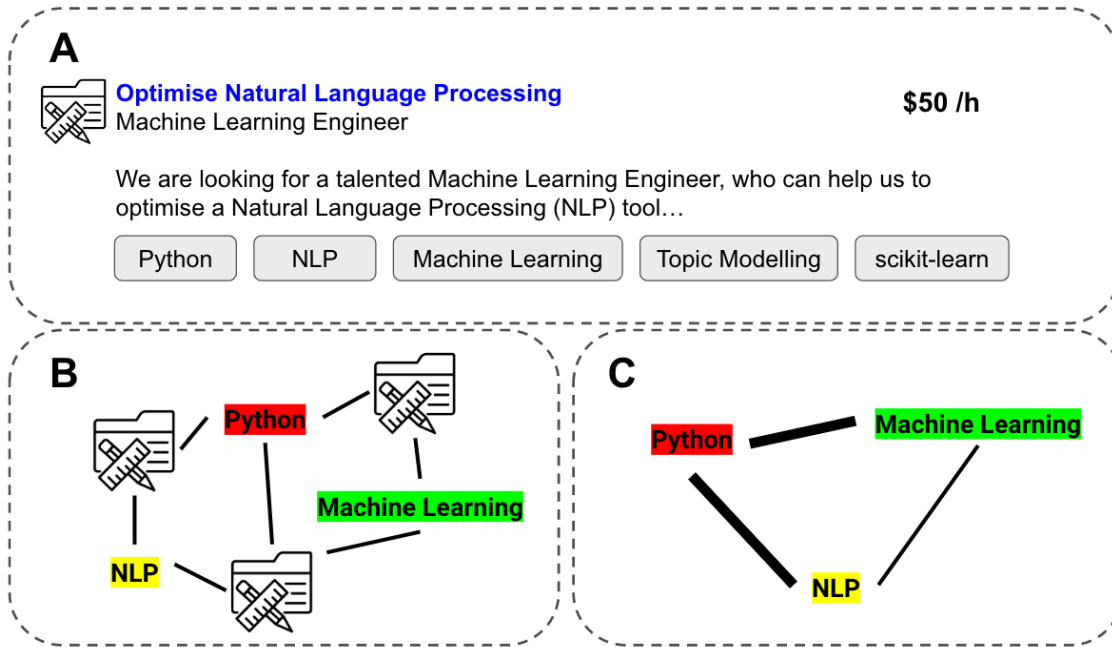 A
Optimise Natural Language Processing
$50 /h
Machine Learning Engineer
We are looking for a talented Machine Learning Engineer, who can help us to
optimise a Natural Language Processing (NLP) tool…
Python
NLP
Machine Learning
Topic Modelling
scikit-learn
B
Python
Machine Learning
NLP
C
Python
Machine Learning
NLP